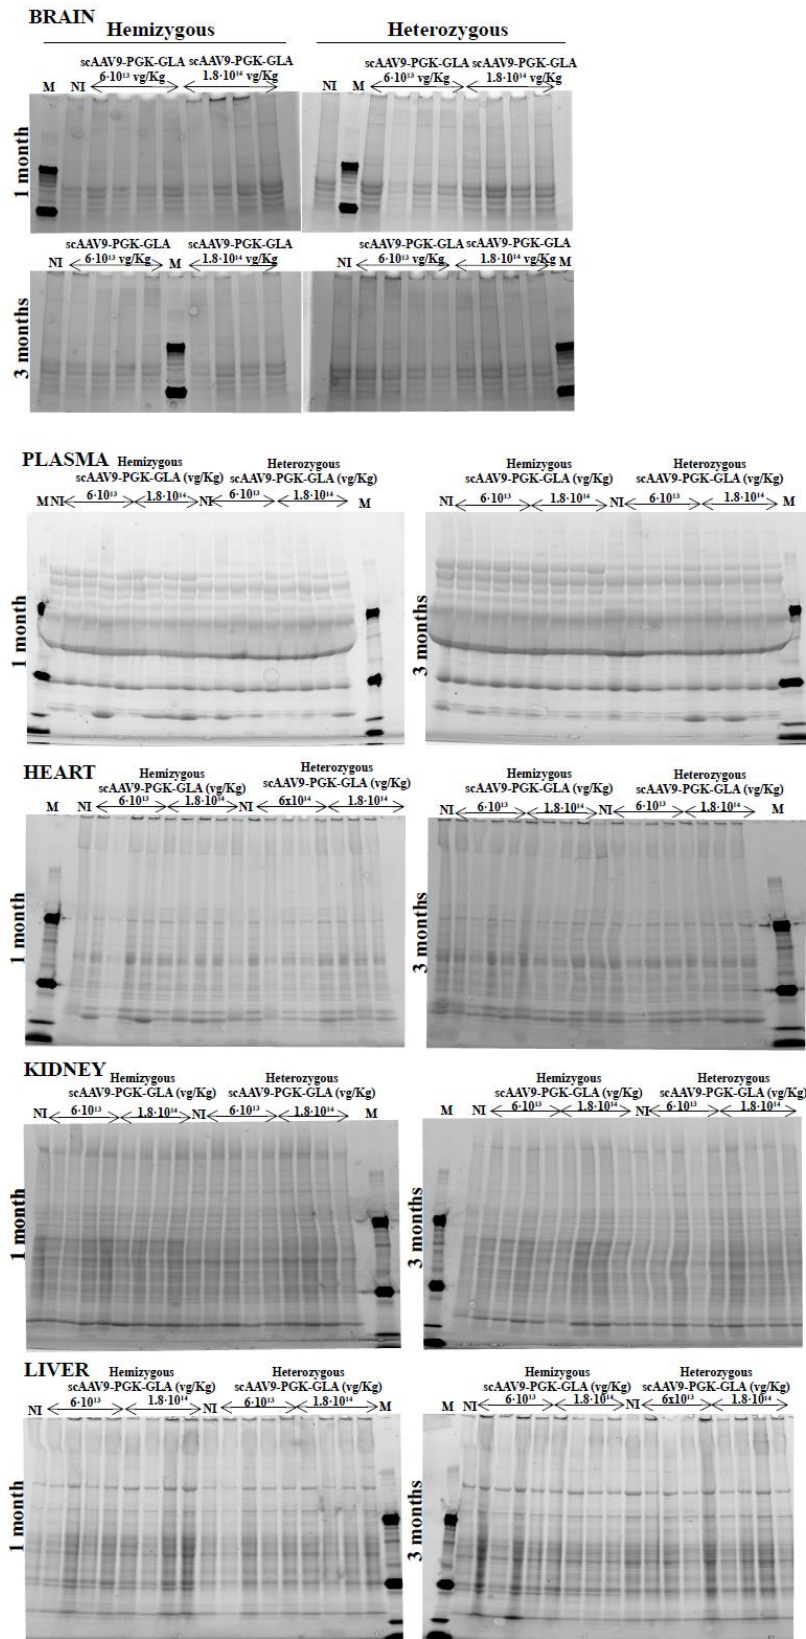 BRAIN
Hemizygous Heterozygous
scAAV9-PGK-GLA scAAV9-PGK-GLA scAAV9-PGK-GLA scAAV9-PGK-GLA
M NI 6·10¹³ vg/Kg 1.8·10¹⁴ vg/Kg NI M 6·10¹³ vg/Kg 1.8·10¹⁴ vg/Kg
1 month
scAAV9-PGK-GLA scAAV9-PGK-GLA scAAV9-PGK-GLA scAAV9-PGK-GLA
NI 6·10¹³ vg/Kg M 1.8·10¹⁴ vg/Kg NI 6·10¹³ vg/Kg 1.8·10¹⁴ vg/Kg M
3 months
PLASMA
Hemizygous Heterozygous Hemizygous Heterozygous
scAAV9-PGK-GLA (vg/Kg) scAAV9-PGK-GLA (vg/Kg) scAAV9-PGK-GLA (vg/Kg) scAAV9-PGK-GLA (vg/Kg)
M NI 6·10¹³ 1.8·10¹⁴ NI 6·10¹³ 1.8·10¹⁴ M NI 6·10¹³ 1.8·10¹⁴ NI 6·10¹³ 1.8·10¹⁴ M
1 month 3 months
HEART
Hemizygous Heterozygous Hemizygous Heterozygous
scAAV9-PGK-GLA (vg/Kg) scAAV9-PGK-GLA (vg/Kg) scAAV9-PGK-GLA (vg/Kg) scAAV9-PGK-GLA (vg/Kg)
M NI 6·10¹³ 1.8·10¹⁴ NI 6x10¹⁴ 1.8·10¹⁴ NI 6·10¹³ 1.8·10¹⁴ NI 6·10¹³ 1.8·10¹⁴ M
1 month 3 months
KIDNEY
Hemizygous Heterozygous Hemizygous Heterozygous
scAAV9-PGK-GLA (vg/Kg) scAAV9-PGK-GLA (vg/Kg) scAAV9-PGK-GLA (vg/Kg) scAAV9-PGK-GLA (vg/Kg)
NI 6·10¹³ 1.8·10¹⁴ NI 6·10¹³ 1.8·10¹⁴ M M NI 6·10¹³ 1.8·10¹⁴ NI 6·10¹³ 1.8·10¹⁴
1 month 3 months
LIVER
Hemizygous Heterozygous Hemizygous Heterozygous
scAAV9-PGK-GLA (vg/Kg) scAAV9-PGK-GLA (vg/Kg) scAAV9-PGK-GLA (vg/Kg) scAAV9-PGK-GLA (vg/Kg)
NI 6·10¹³ 1.8·10¹⁴ NI 6·10¹³ 1.8·10¹⁴ M M NI 6·10¹³ 1.8·10¹⁴ NI 6x10¹³ 1.8·10¹⁴
1 month 3 months